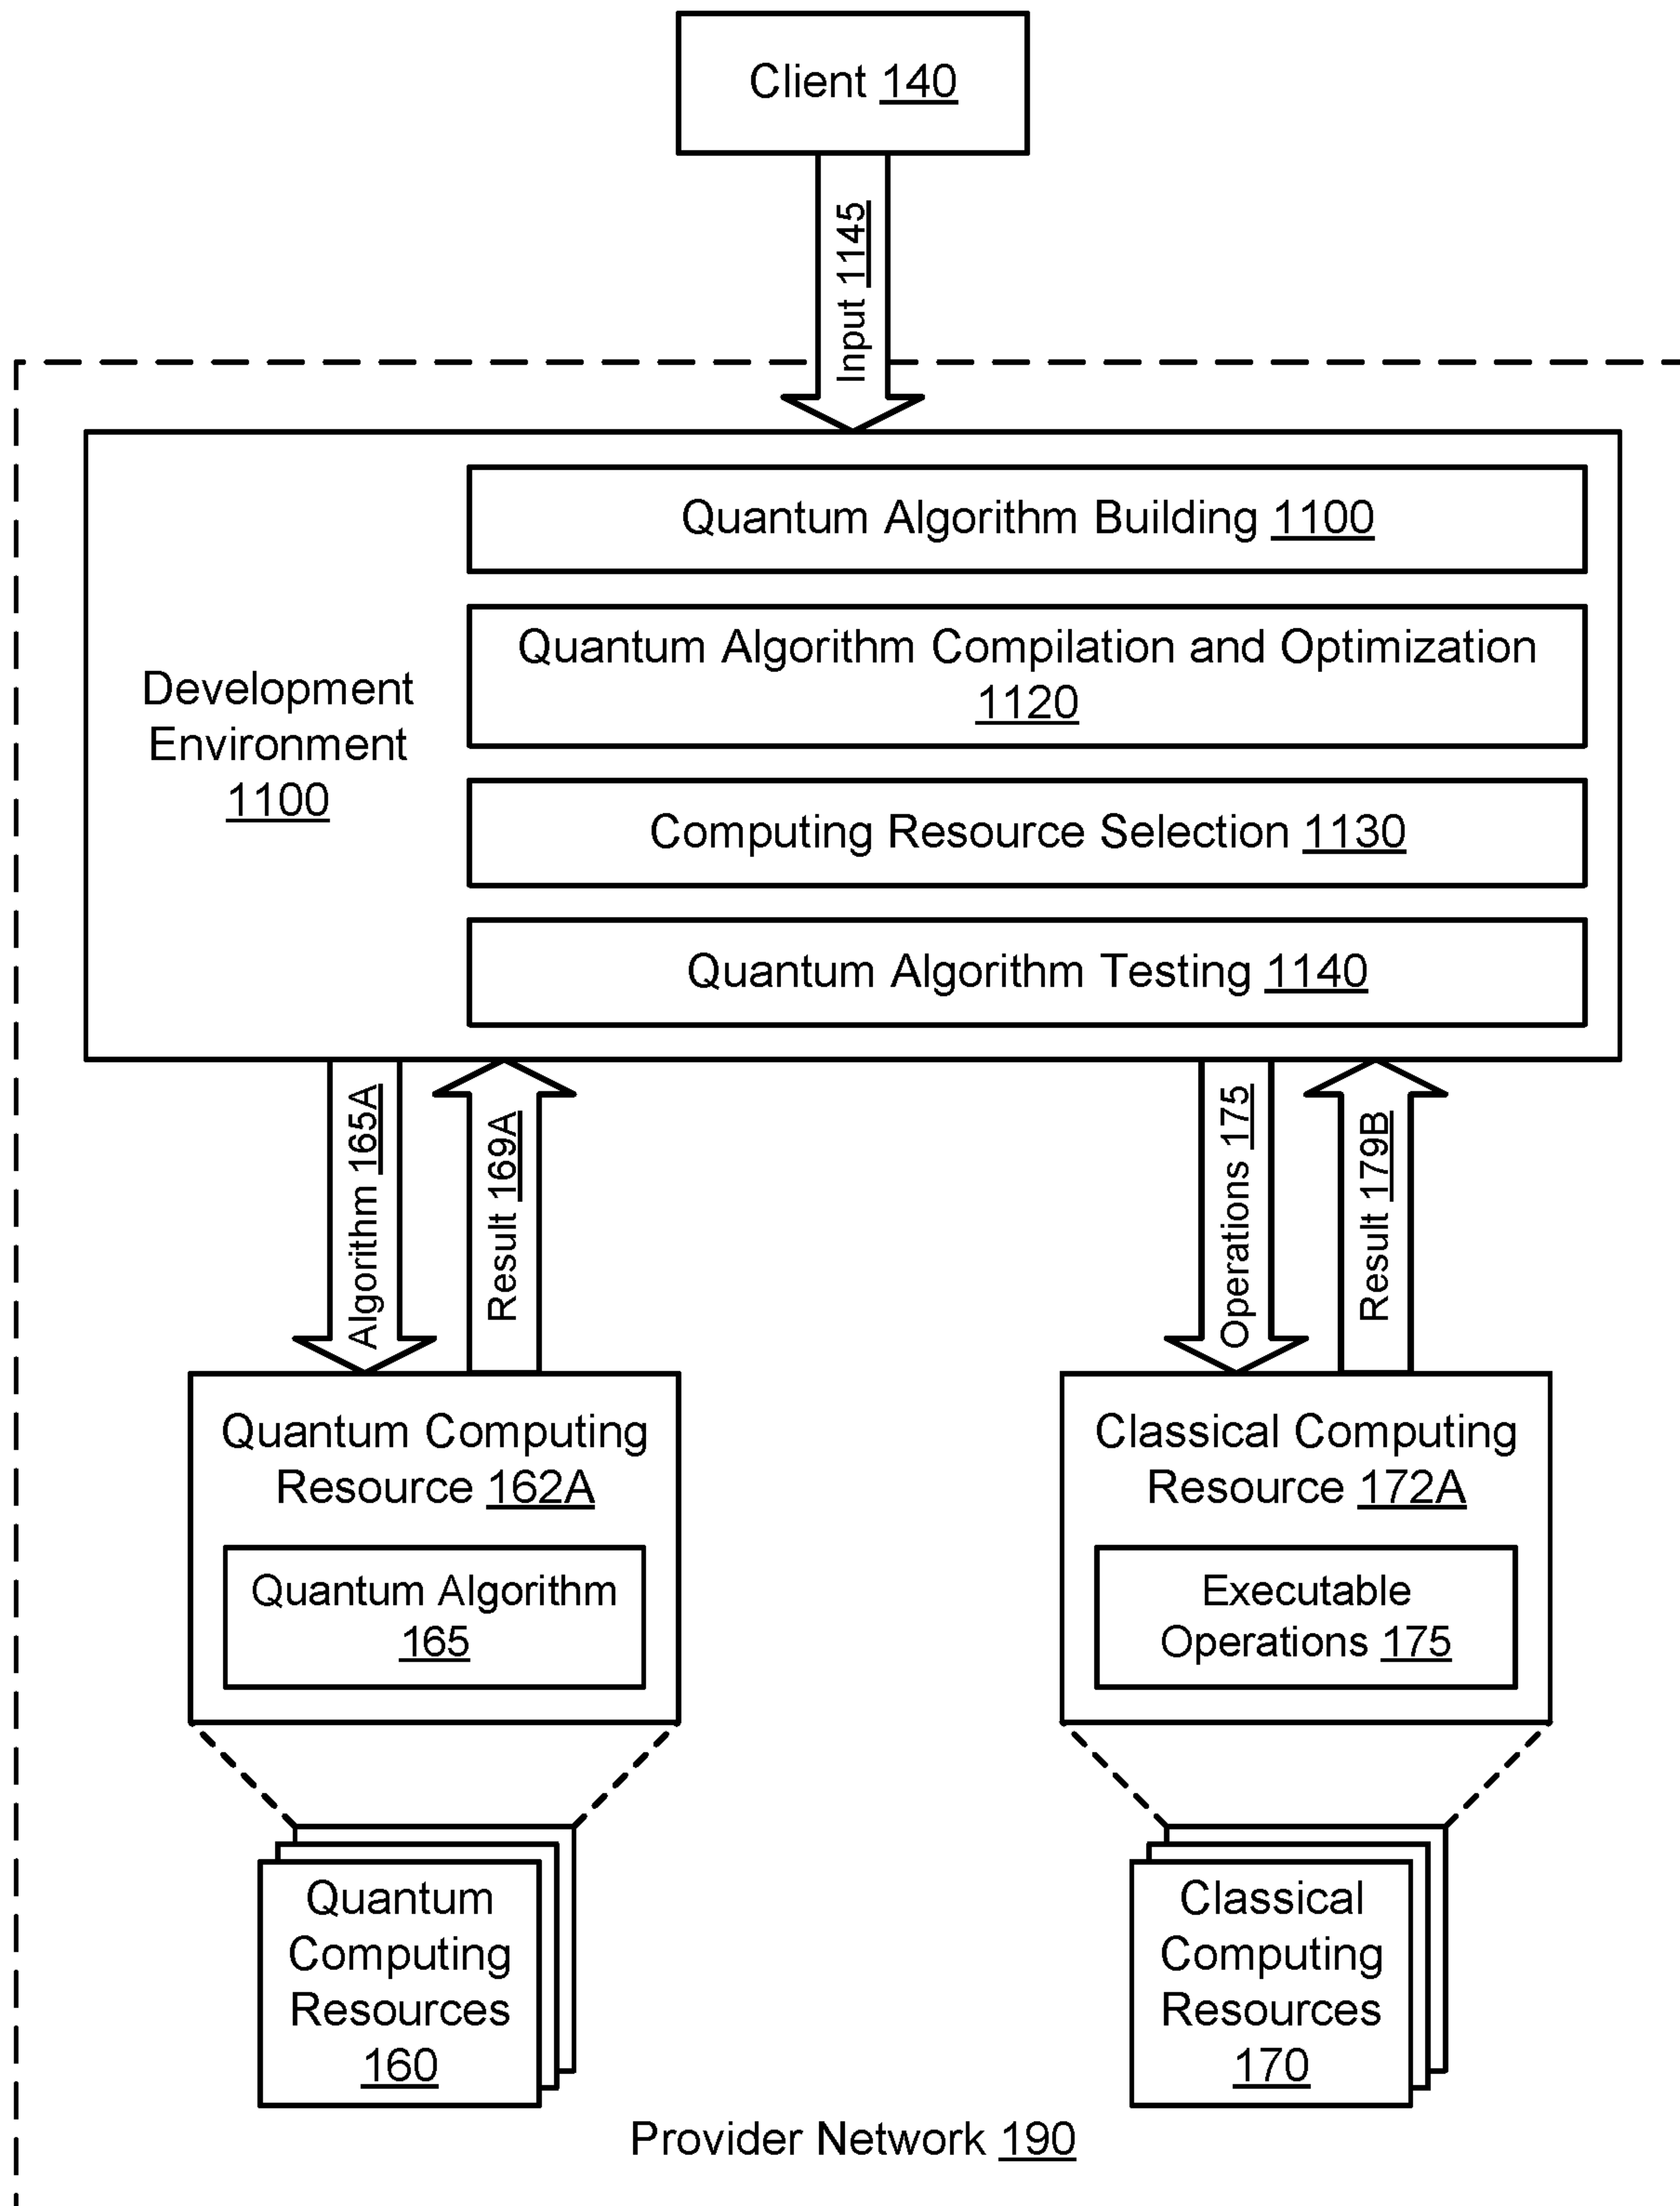 Client 140
Input 1145
Quantum Algorithm Building 1100
Quantum Algorithm Compilation and Optimization
1120
Development
Environment
1100
Computing Resource Selection 1130
Quantum Algorithm Testing 1140
Algorithm 165A
Result 169A
Operations 175
Result 179B
Quantum Computing
Resource 162A
Quantum Algorithm
165
Classical Computing
Resource 172A
Executable
Operations 175
Quantum
Computing
Resources
160
Classical
Computing
Resources
170
Provider Network 190